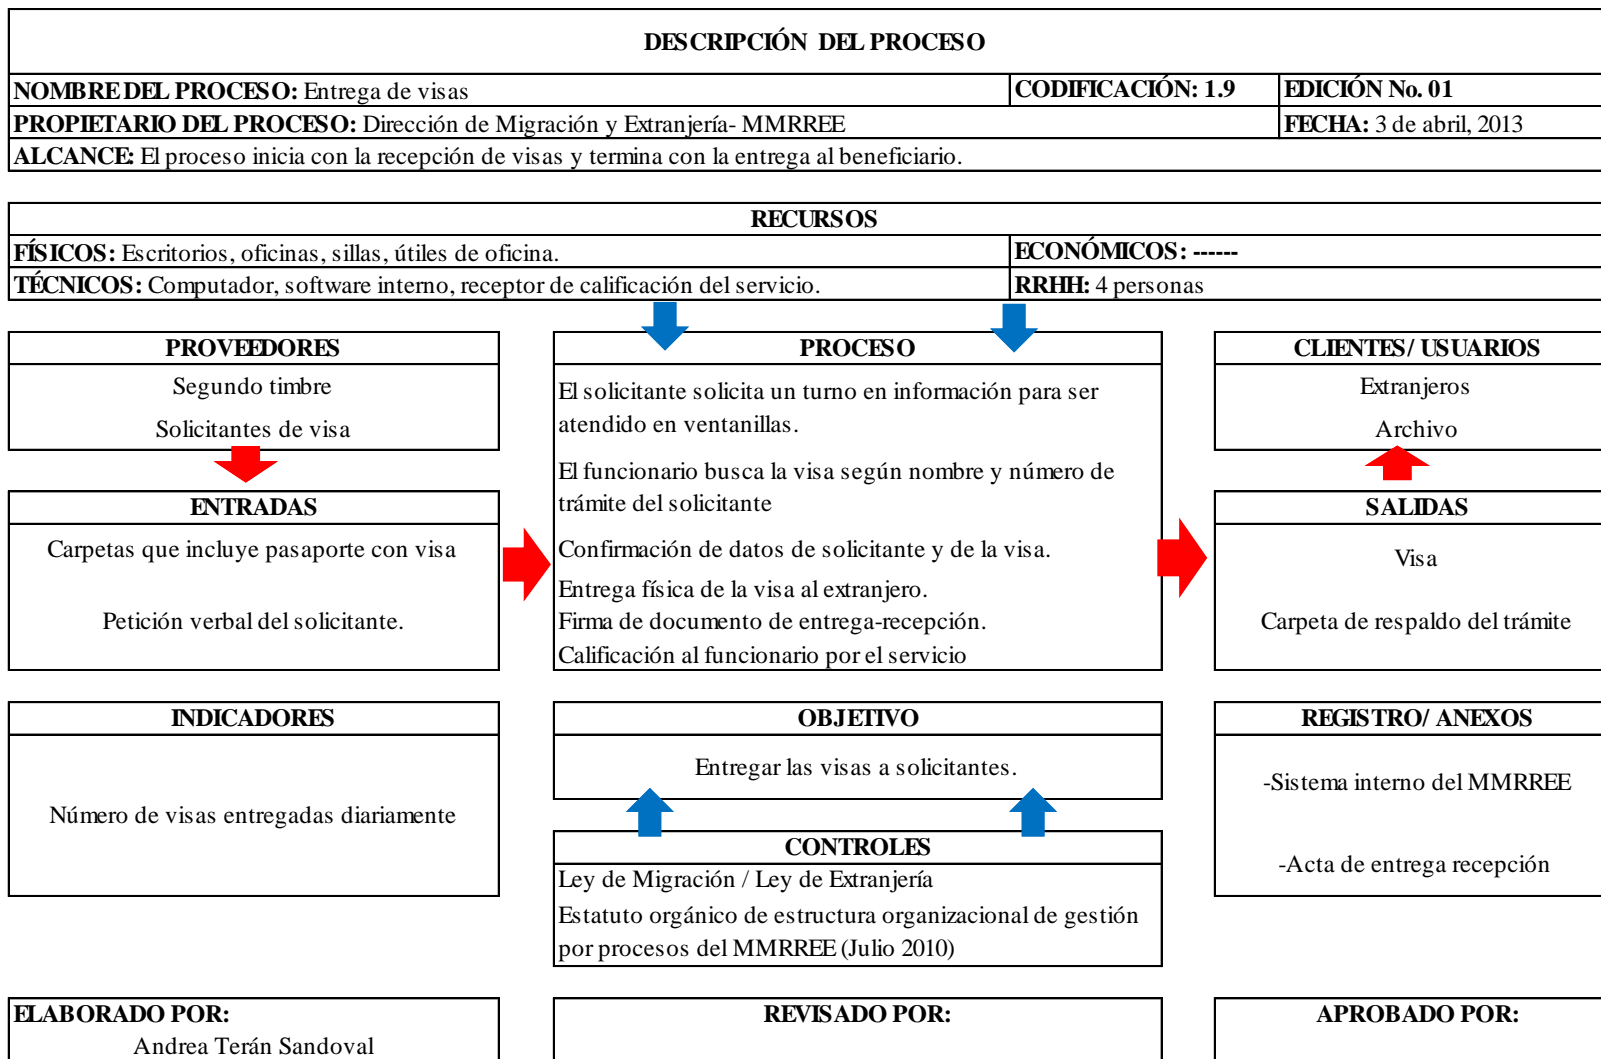 DESCRIPCIÓN DEL PROCESO
NOMBRE DEL PROCESO: Entrega de visas
CODIFICACIÓN: 1.9
EDICIÓN No. 01
PROPIETARIO DEL PROCESO: Dirección de Migración y Extranjería- MMRREE
FECHA: 3 de abril, 2013
ALCANCE: El proceso inicia con la recepción de visas y termina con la entrega al beneficiario.
RECURSOS
FÍSICOS: Escritorios, oficinas, sillas, útiles de oficina.
ECONÓMICOS: ------
TÉCNICOS: Computador, software interno, receptor de calificación del servicio.
RRHH: 4 personas
PROVEEDORES
Segundo timbre
Solicitantes de visa
ENTRADAS
Carpetas que incluye pasaporte con visa
Petición verbal del solicitante.
PROCESO
El solicitante solicita un turno en información para ser
atendido en ventanillas.
El funcionario busca la visa según nombre y número de
trámite del solicitante
Confirmación de datos de solicitante y de la visa.
Entrega física de la visa al extranjero.
Firma de documento de entrega-recepción.
Calificación al funcionario por el servicio
CLIENTES/ USUARIOS
Extranjeros
Archivo
SALIDAS
Visa
Carpeta de respaldo del trámite
INDICADORES
Número de visas entregadas diariamente
OBJETIVO
Entregar las visas a solicitantes.
CONTROLES
Ley de Migración / Ley de Extranjería
Estatuto orgánico de estructura organizacional de gestión
por procesos del MMRREE (Julio 2010)
REGISTRO/ ANEXOS
-Sistema interno del MMRREE
-Acta de entrega recepción
ELABORADO POR:
Andrea Terán Sandoval
REVISADO POR:
APROBADO POR: